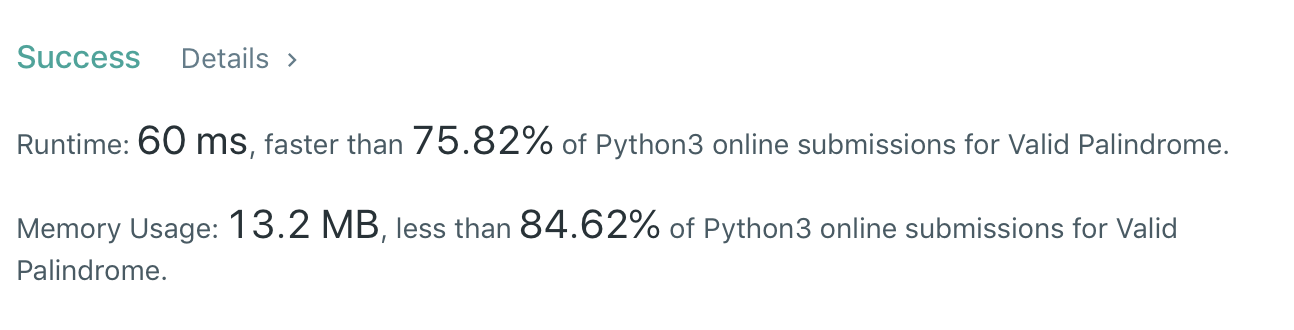 Success Details >
Runtime: 60 ms, faster than 75.82% of Python3 online submissions for Valid Palindrome.
Memory Usage: 13.2 MB, less than 84.62% of Python3 online submissions for Valid
Palindrome.